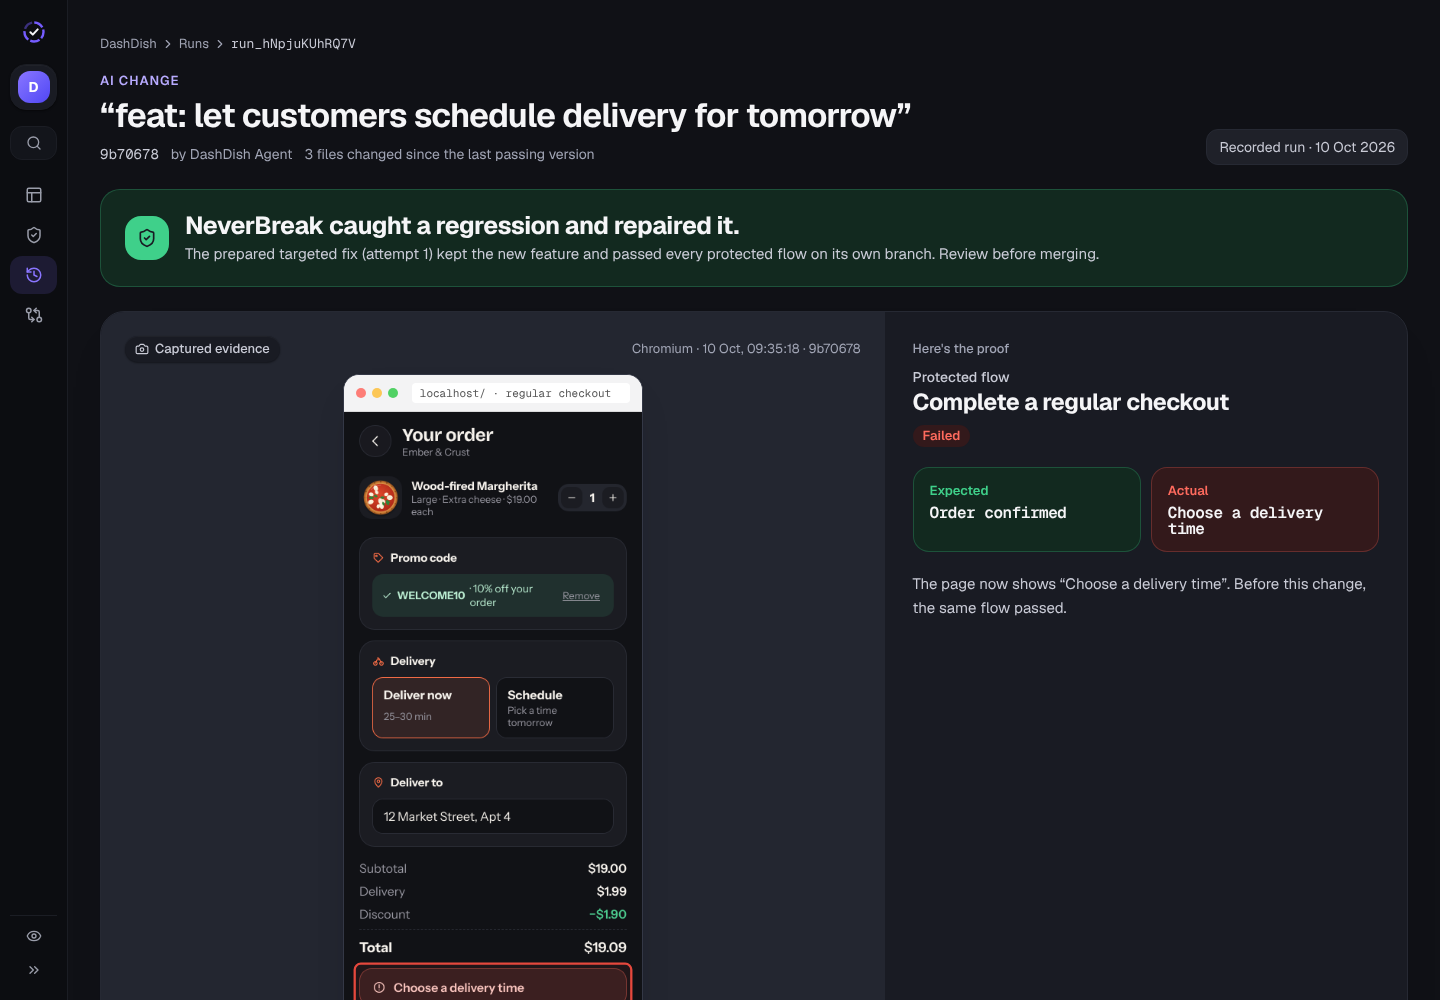 DashDish > Runs > run_hNpjuKUhRQ7V
AI CHANGE
“feat: let customers schedule delivery for tomorrow”
9b70678 by DashDish Agent 3 files changed since the last passing version
Recorded run · 10 Oct 2026
D
NeverBreak caught a regression and repaired it.
The prepared targeted fix (attempt 1) kept the new feature and passed every protected flow on its own branch. Review before merging.
Captured evidence
Chromium · 10 Oct, 09:35:18 · 9b70678
localhost/ · regular checkout
Your order
Ember & Crust
Wood-fired Margherita
Large · Extra cheese · $19.00
each
− 1 +
Promo code
WELCOME10 · 10% off your
order
Remove
Delivery
Deliver now
25–30 min
Schedule
Pick a time
tomorrow
Deliver to
12 Market Street, Apt 4
Subtotal $19.00
Delivery $1.99
Discount −$1.90
Total $19.09
Choose a delivery time
Here's the proof
Protected flow
Complete a regular checkout
Failed
Expected
Order confirmed
Actual
Choose a delivery
time
The page now shows “Choose a delivery time”. Before this change,
the same flow passed.